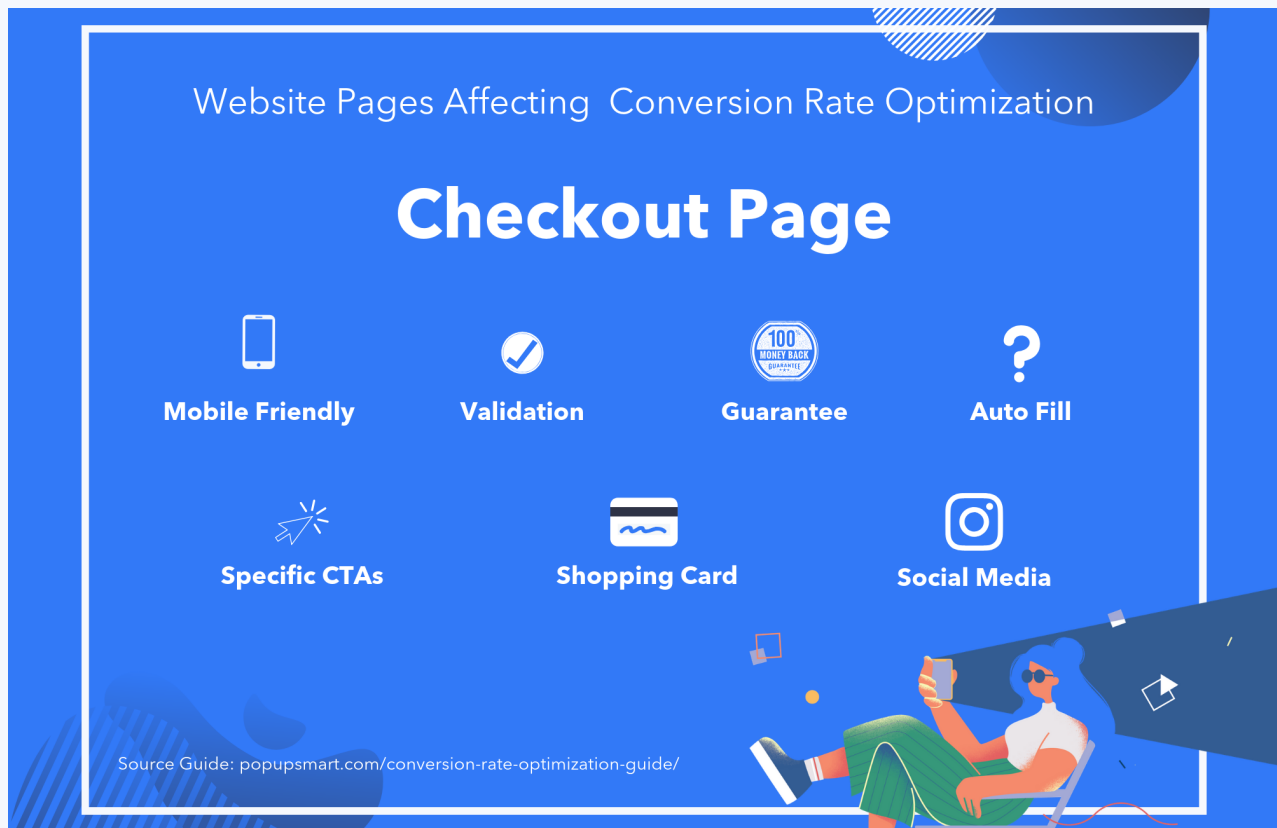 Website Pages Affecting Conversion Rate Optimization
Checkout Page
100%
MONEY BACK
GUARANTEE
Mobile Friendly
Validation
Guarantee
Auto Fill
Specific CTAs
Shopping Card
Social Media
Source Guide: popupsmart.com/conversion-rate-optimization-guide/